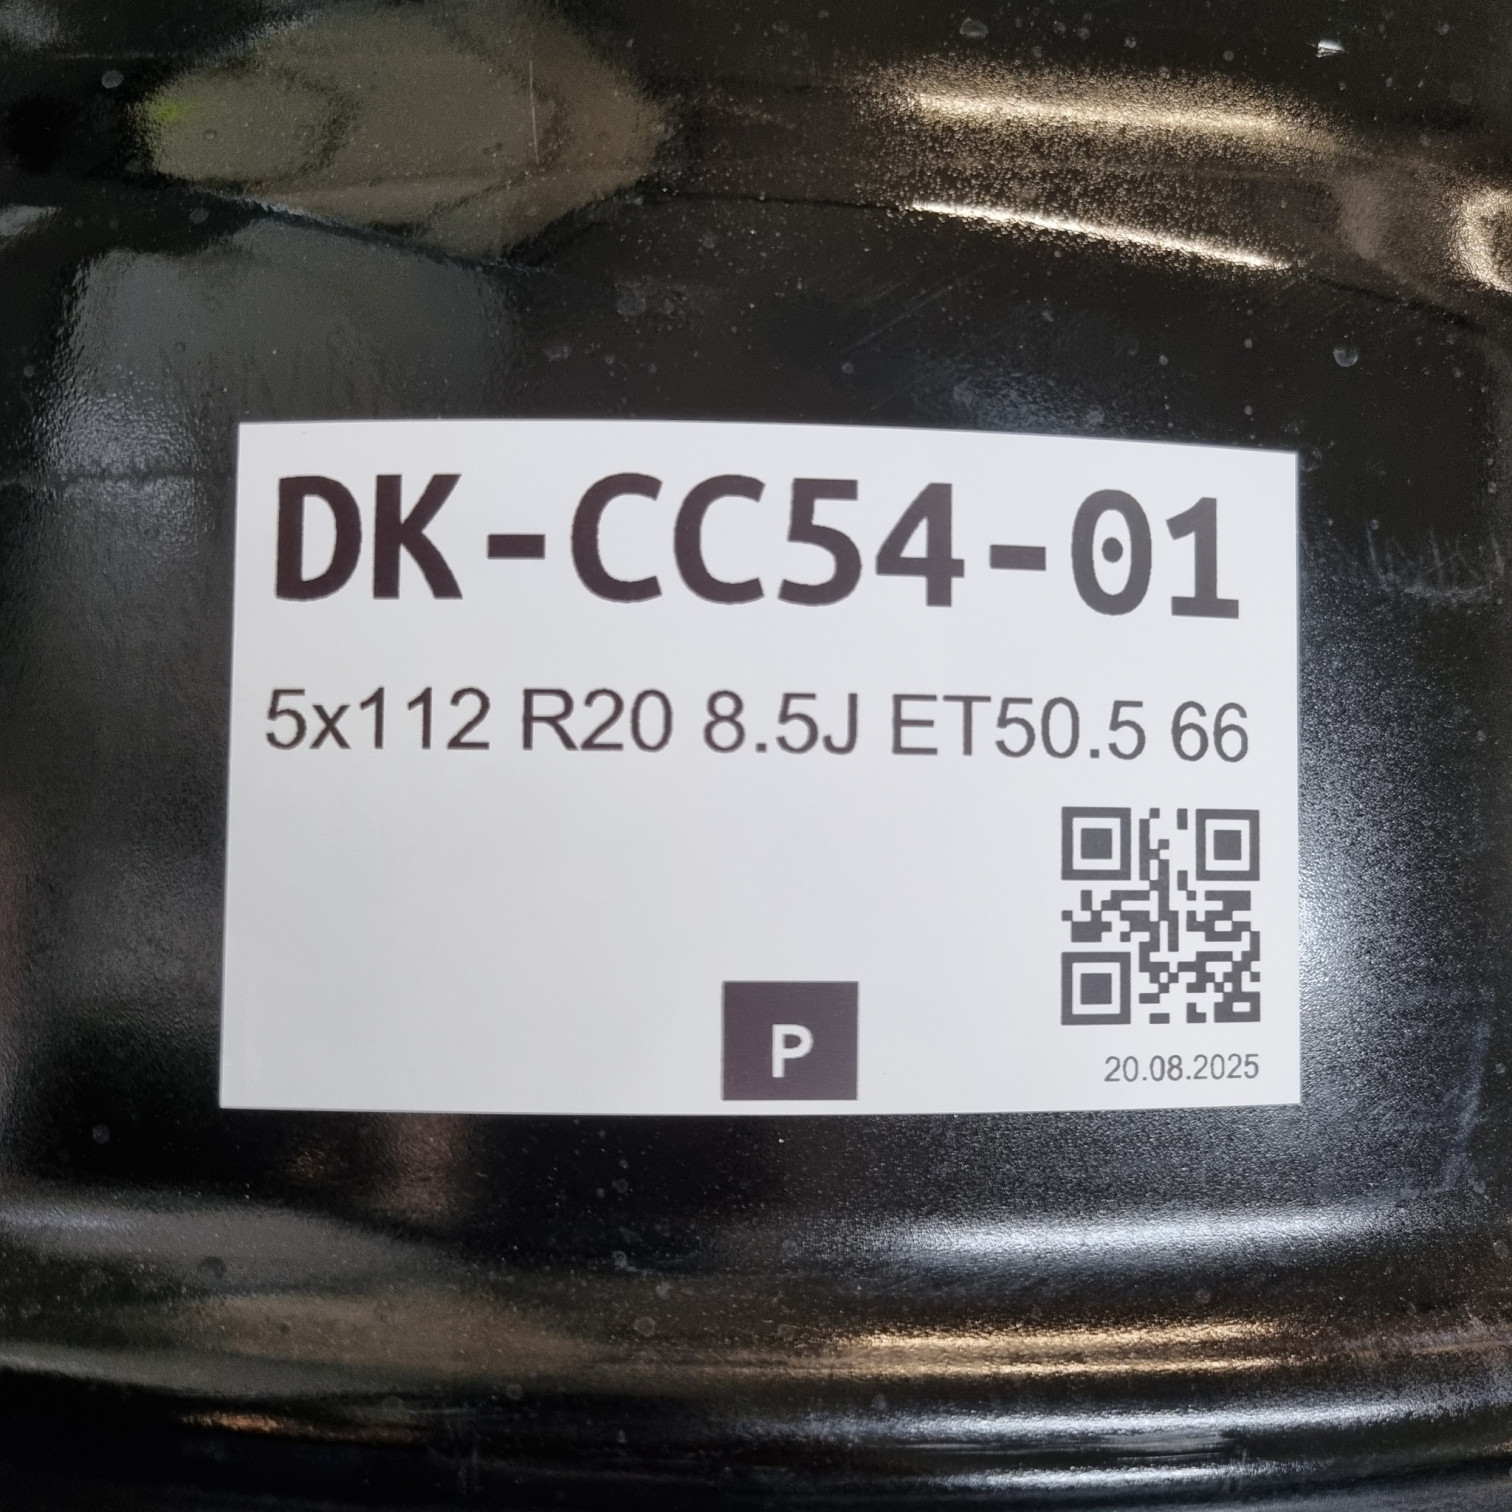 DK-CC54-01
5x112 R20 8.5J ET50.5 66
P
20.08.2025